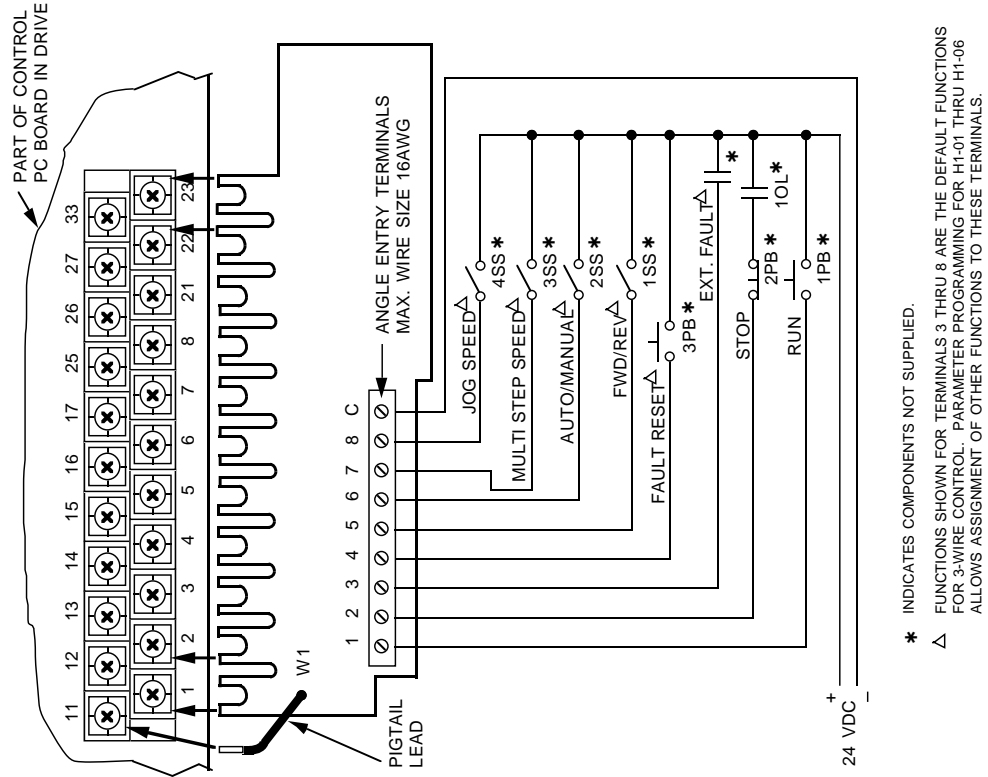 PART OF CONTROL
PC BOARD IN DRIVE
11 12 13 14 15 16 17 25 26 27 33
1 2 3 4 5 6 7 8 21 22 23
PIGTAIL
LEAD
W1
ANGLE ENTRY TERMINALS
MAX. WIRE SIZE 16AWG
1 2 3 4 5 6 7 8 C
JOG SPEED △
4SS *
MULTI STEP SPEED △
3SS *
AUTO/MANUAL △
2SS *
FWD/REV △
1SS *
FAULT RESET △
3PB *
EXT. FAULT △
*
STOP
2PB *
1OL *
RUN
1PB *
24 VDC
+
–
* INDICATES COMPONENTS NOT SUPPLIED.
△ FUNCTIONS SHOWN FOR TERMINALS 3 THRU 8 ARE THE DEFAULT FUNCTIONS
FOR 3-WIRE CONTROL. PARAMETER PROGRAMING FOR H1-01 THRU H1-06
ALLOWS ASSIGNMENT OF OTHER FUNCTIONS TO THESE TERMINALS.